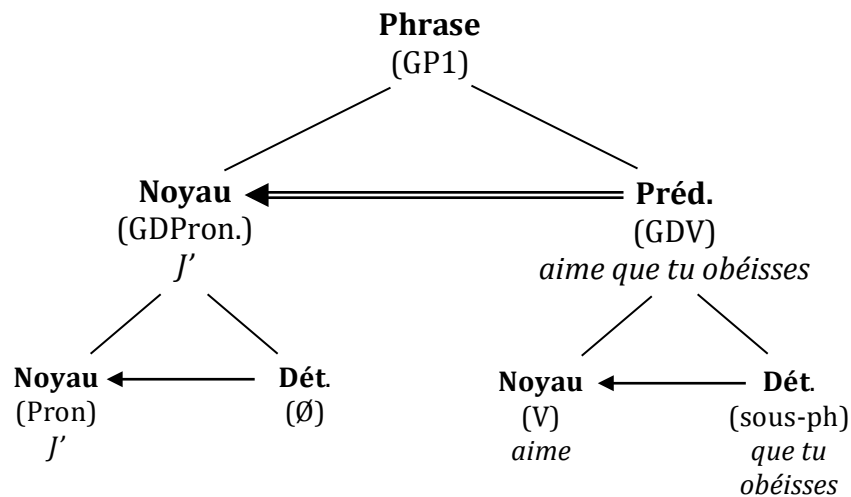 Phrase
(GP1)
Noyau
(GDPron.)
J’
Préd.
(GDV)
aime que tu obéisses
Noyau
(Pron)
J’
Dét.
(Ø)
Noyau
(V)
aime
Dét.
(sous-ph)
que tu
obéisses